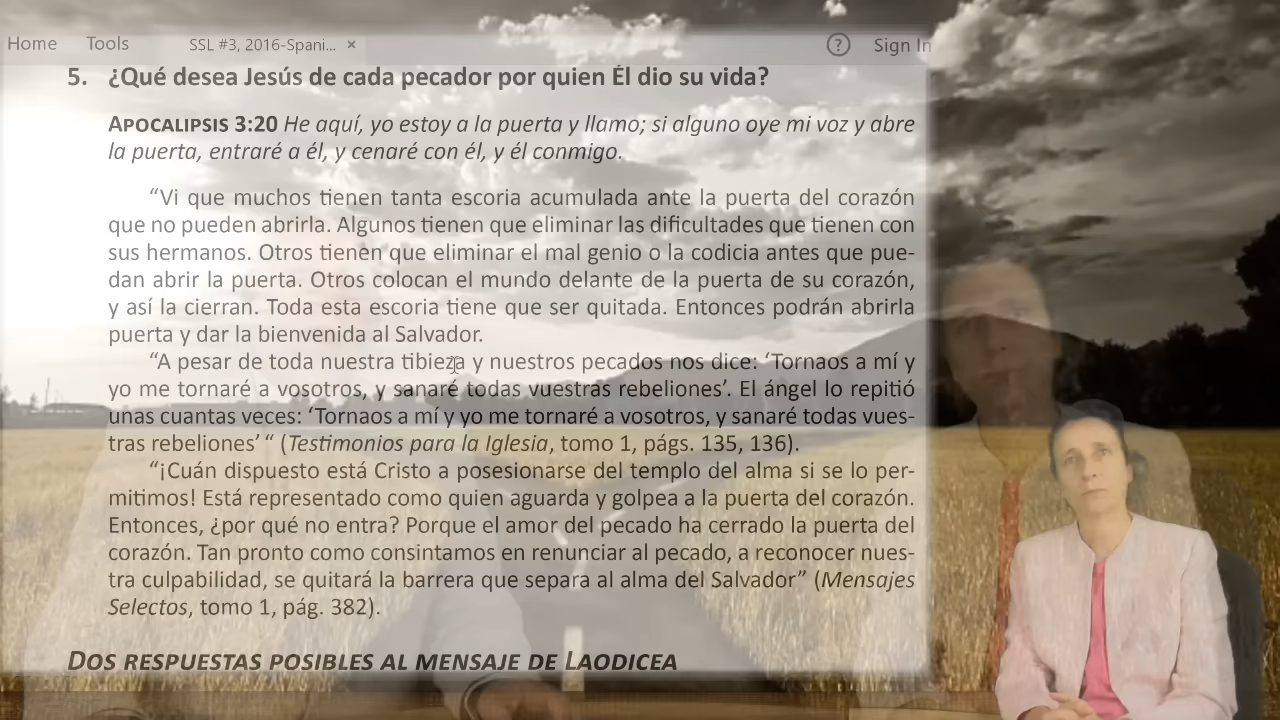 Home Tools SSL #3, 2016-Spani... × ? Sign In
5. ¿Qué desea Jesús de cada pecador por quien Él dio su vida?
APOCALIPSIS 3:20 He aquí, yo estoy a la puerta y llamo; si alguno oye mi voz y abre
la puerta, entraré a él, y cenaré con él, y él conmigo.
“Vi que muchos tienen tanta escoria acumulada ante la puerta del corazón
que no pueden abrirla. Algunos tienen que eliminar las dificultades que tienen con
sus hermanos. Otros tienen que eliminar el mal genio o la codicia antes que pue-
dan abrir la puerta. Otros colocan el mundo delante de la puerta de su corazón,
y así la cierran. Toda esta escoria tiene que ser quitada. Entonces podrán abrirla
puerta y dar la bienvenida al Salvador.
“A pesar de toda nuestra tibieza y nuestros pecados nos dice: ‘Tornaos a mí y
yo me tornaré a vosotros, y sanaré todas vuestras rebeliones’. El ángel lo repitió
unas cuantas veces: ‘Tornaos a mí y yo me tornaré a vosotros, y sanaré todas vues-
tras rebeliones’ “ (Testimonios para la Iglesia, tomo 1, págs. 135, 136).
“¡Cuán dispuesto está Cristo a posesionarse del templo del alma si se lo per-
mitimos! Está representado como quien aguarda y golpea a la puerta del corazón.
Entonces, ¿por qué no entra? Porque el amor del pecado ha cerrado la puerta del
corazón. Tan pronto como consintamos en renunciar al pecado, a reconocer nues-
tra culpabilidad, se quitará la barrera que separa al alma del Salvador” (Mensajes
Selectos, tomo 1, pág. 382).
DOS RESPUESTAS POSIBLES AL MENSAJE DE LAODICEA